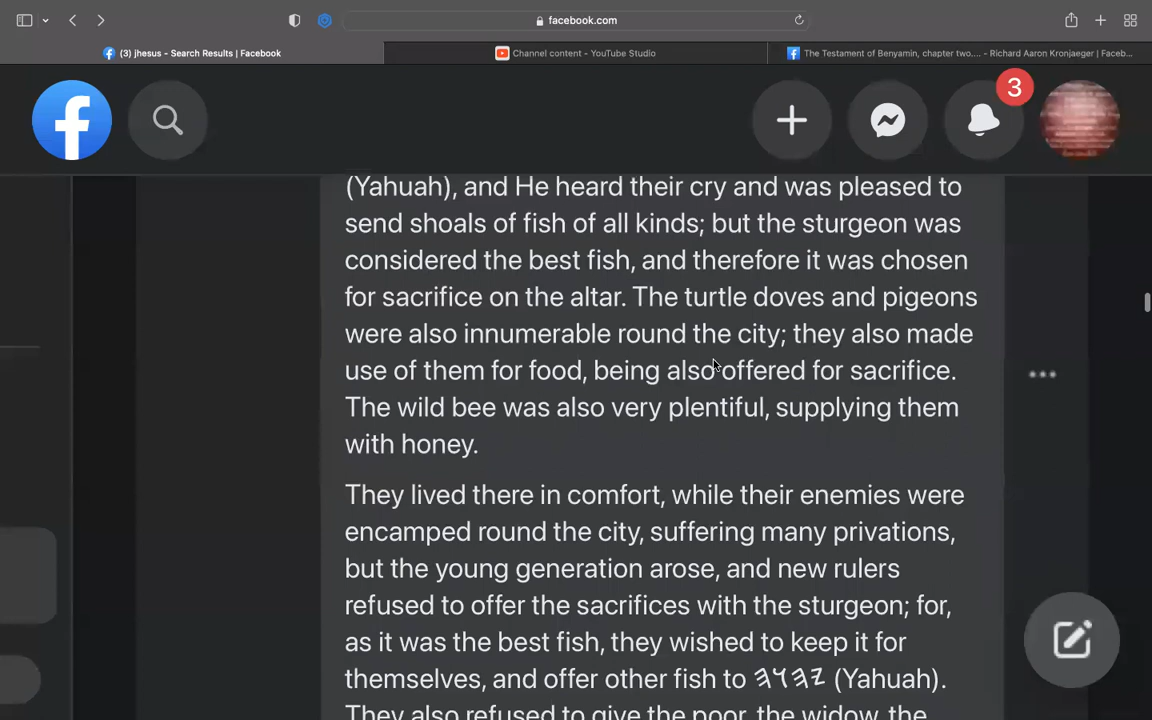 facebook.com
(3) jhesus - Search Results | Facebook
Channel content - YouTube Studio
The Testament of Benyamin, chapter two.... - Richard Aaron Kronjaeger | Faceb...
3
(Yahuah), and He heard their cry and was pleased to
send shoals of fish of all kinds; but the sturgeon was
considered the best fish, and therefore it was chosen
for sacrifice on the altar. The turtle doves and pigeons
were also innumerable round the city; they also made
use of them for food, being also offered for sacrifice.
The wild bee was also very plentiful, supplying them
with honey.
They lived there in comfort, while their enemies were
encamped round the city, suffering many privations,
but the young generation arose, and new rulers
refused to offer the sacrifices with the sturgeon; for,
as it was the best fish, they wished to keep it for
themselves, and offer other fish to 𐤉𐤄𐤅𐤄 (Yahuah).
They also refused to give the poor, the widow, the